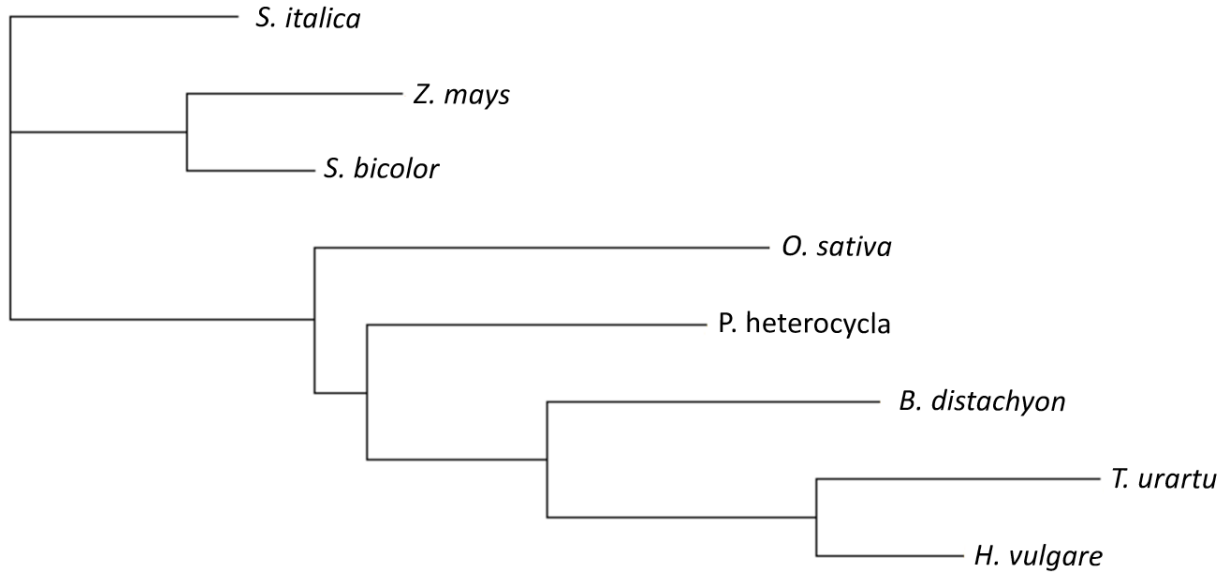 S. italica
Z. mays
S. bicolor
O. sativa
P. heterocycla
B. distachyon
T. urartu
H. vulgare